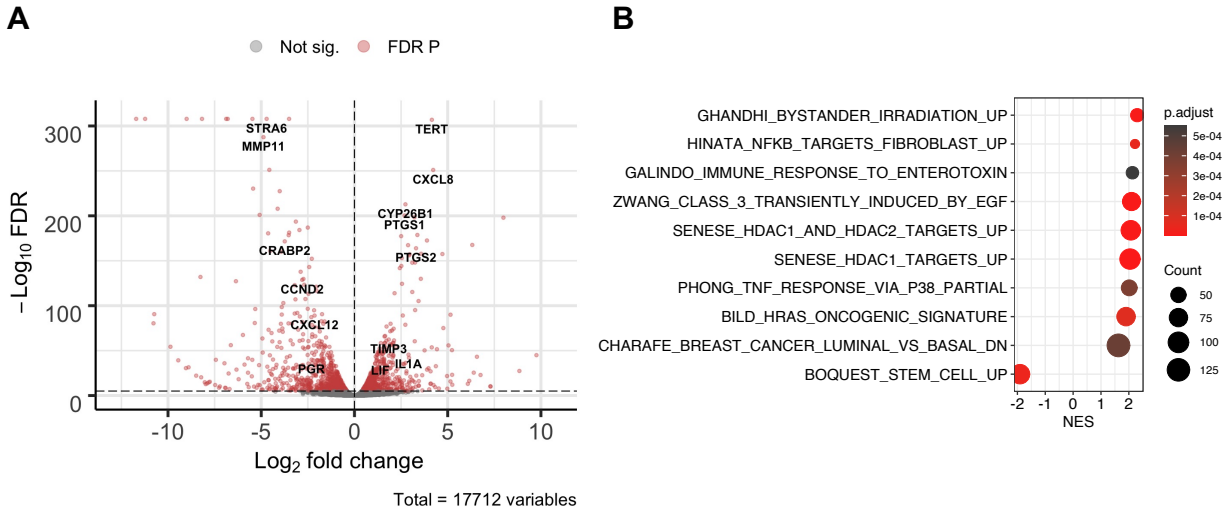 A
Not sig.
FDR P
300
200
100
0
− Log10 FDR
STRA6
MMP11
TERT
CXCL8
CYP26B1
PTGS1
CRABP2
PTGS2
CCND2
CXCL12
TIMP3
PGR
LIF
IL1A
-10
-5
0
5
10
Log2 fold change
Total = 17712 variables
B
GHANDHI_BYSTANDER_IRRADIATION_UP
HINATA_NFKB_TARGETS_FIBROBLAST_UP
GALINDO_IMMUNE_RESPONSE_TO_ENTEROTOXIN
ZWANG_CLASS_3_TRANSIENTLY_INDUCED_BY_EGF
SENESE_HDAC1_AND_HDAC2_TARGETS_UP
SENESE_HDAC1_TARGETS_UP
PHONG_TNF_RESPONSE_VIA_P38_PARTIAL
BILD_HRAS_ONCOGENIC_SIGNATURE
CHARAFE_BREAST_CANCER_LUMINAL_VS_BASAL_DN
BOQUEST_STEM_CELL_UP
-2
-1
0
1
2
NES
p.adjust
5e-04
4e-04
3e-04
2e-04
1e-04
Count
50
75
100
125